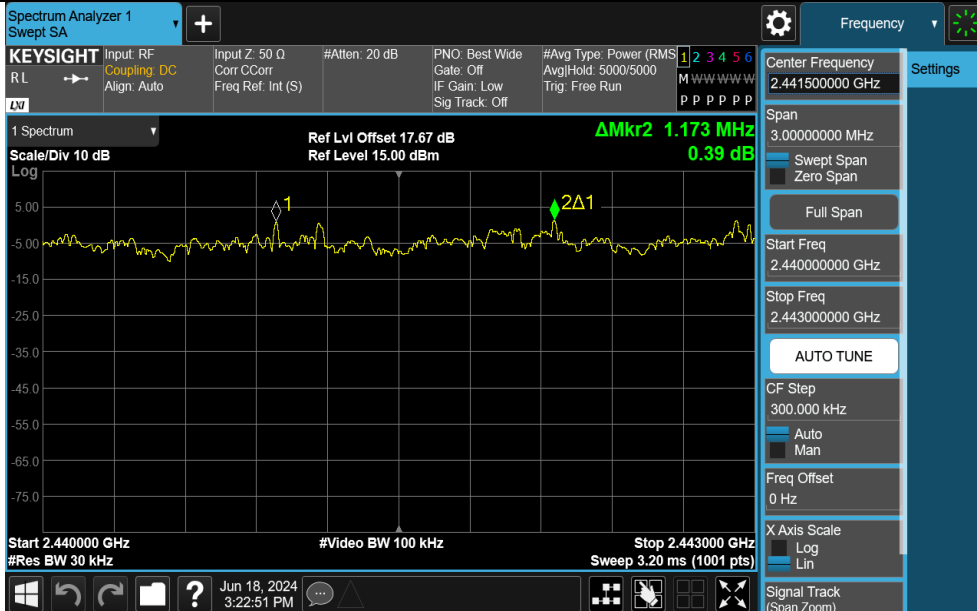 Spectrum Analyzer 1
Swept SA
+
Frequency
KEYSIGHT
RL
LXI
Input: RF
Coupling: DC
Align: Auto
Input Z: 50 Ω
Corr CCorr
Freq Ref: Int (S)
#Atten: 20 dB
PNO: Best Wide
Gate: Off
IF Gain: Low
Sig Track: Off
#Avg Type: Power (RMS
Avg|Hold: 5000/5000
Trig: Free Run
1 2 3 4 5 6
M W W W W W
P P P P P P
1 Spectrum
Scale/Div 10 dB
Log
Ref Lvl Offset 17.67 dB
Ref Level 15.00 dBm
ΔMkr2 1.173 MHz
0.39 dB
1
2Δ1
5.00
-5.00
-15.0
-25.0
-35.0
-45.0
-55.0
-65.0
-75.0
Start 2.440000 GHz
#Res BW 30 kHz
#Video BW 100 kHz
Stop 2.443000 GHz
Sweep 3.20 ms (1001 pts)
Center Frequency
2.441500000 GHz
Span
3.00000000 MHz
Swept Span
Zero Span
Full Span
Start Freq
2.440000000 GHz
Stop Freq
2.443000000 GHz
AUTO TUNE
CF Step
300.000 kHz
Auto
Man
Freq Offset
0 Hz
X Axis Scale
Log
Lin
Signal Track
(Span Zoom)
Settings
?
Jun 18, 2024
3:22:51 PM